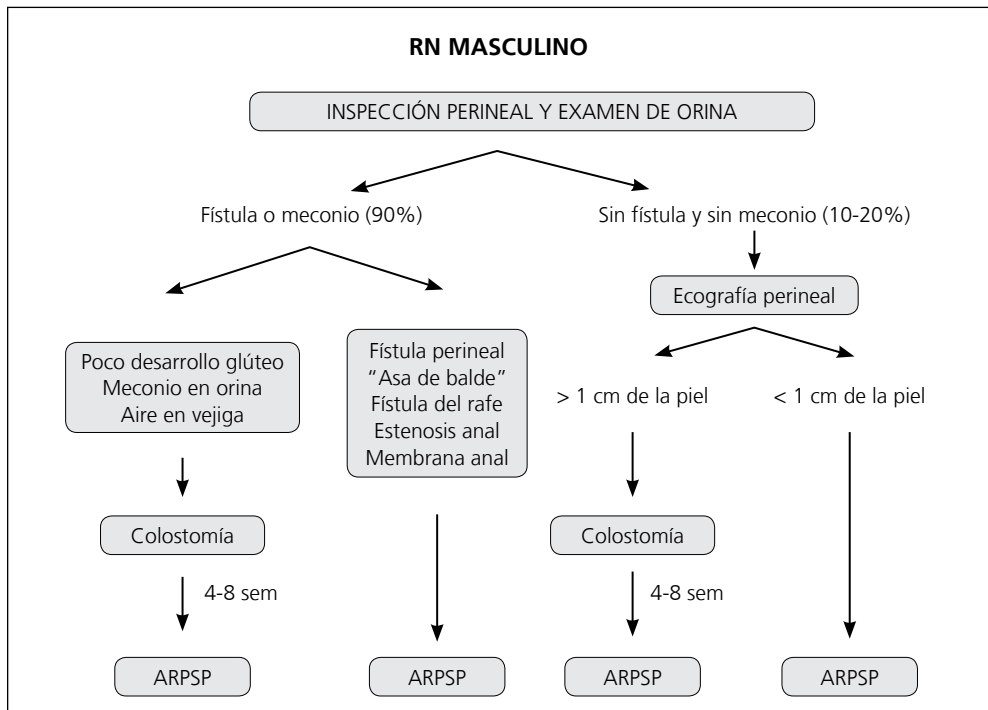 RN MASCULINO
INSPECCIÓN PERINEAL Y EXAMEN DE ORINA
Fístula o meconio (90%)
Sin fístula y sin meconio (10-20%)
Ecografía perineal
Poco desarrollo glúteo
Meconio en orina
Aire en vejiga
Fístula perineal
“Asa de balde”
Fístula del rafe
Estenosis anal
Membrana anal
> 1 cm de la piel
< 1 cm de la piel
Colostomía
Colostomía
4-8 sem
4-8 sem
ARPSP
ARPSP
ARPSP
ARPSP